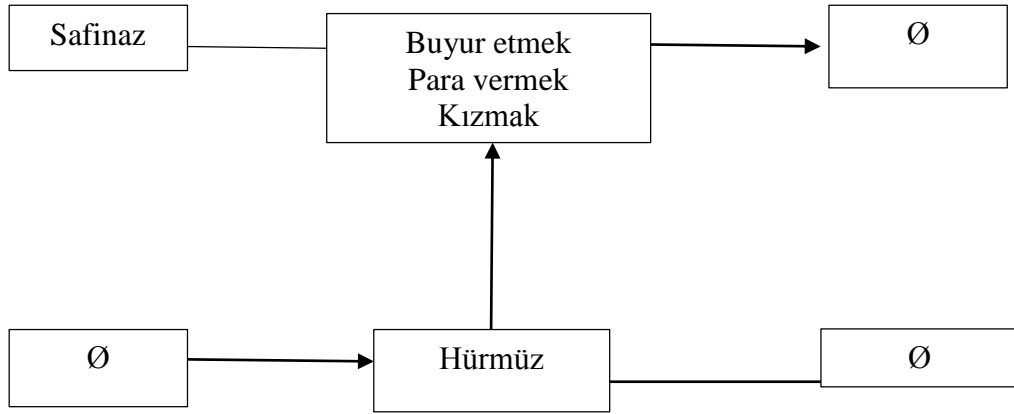 Safinaz
Buyur etmek
Para vermek
Kızmak
Ø
Ø
Hürmüz
Ø